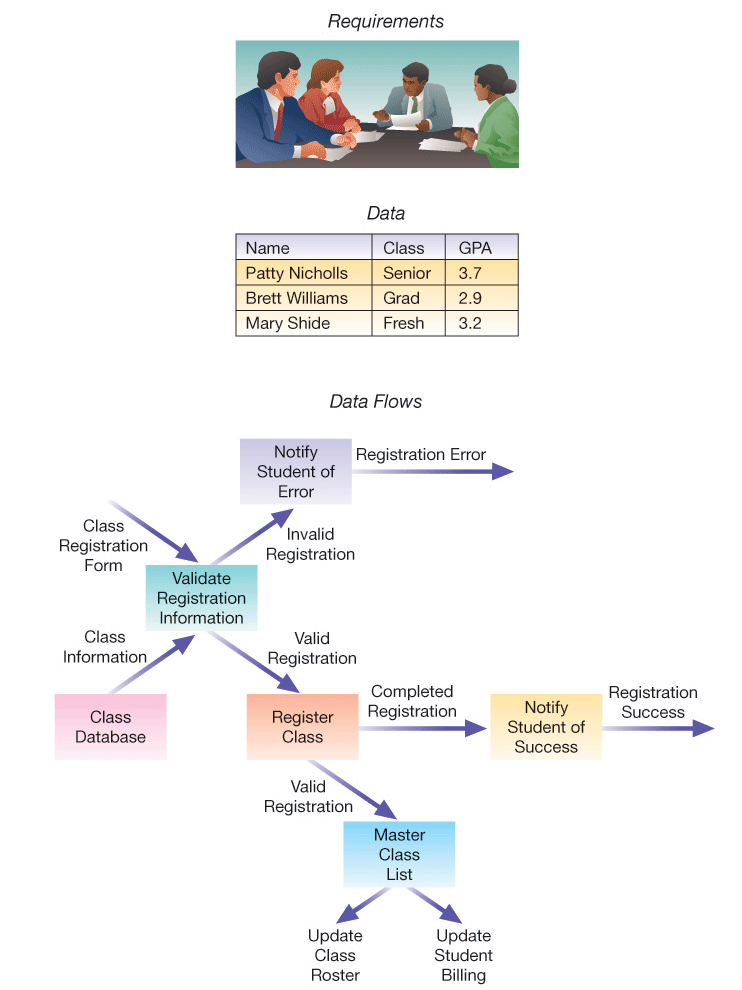 Requirements
Data
Name Class GPA
Patty Nicholls Senior 3.7
Brett Williams Grad 2.9
Mary Shide Fresh 3.2
Data Flows
Notify
Student of
Error
Registration Error
Class
Registration
Form
Invalid
Registration
Validate
Registration
Information
Class
Information
Valid
Registration
Class
Database
Register
Class
Completed
Registration
Notify
Student of
Success
Registration
Success
Valid
Registration
Master
Class
List
Update
Class
Roster
Update
Student
Billing